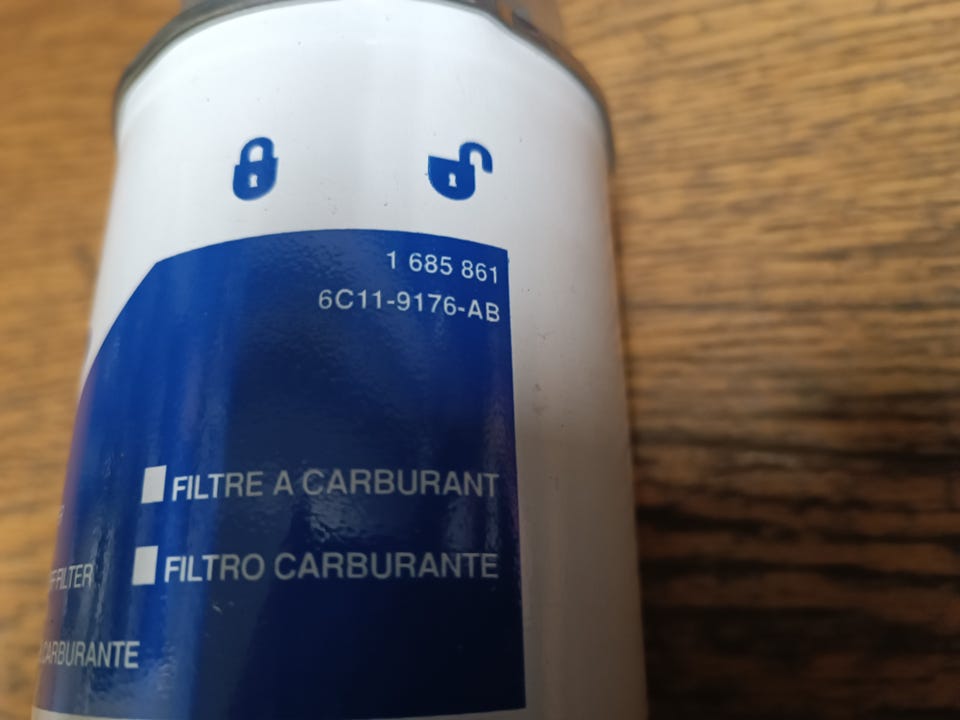 1 685 861
6C11-9176-AB
FILTRE A CARBURANT
FILTRO CARBURANTE
CARBURANTE